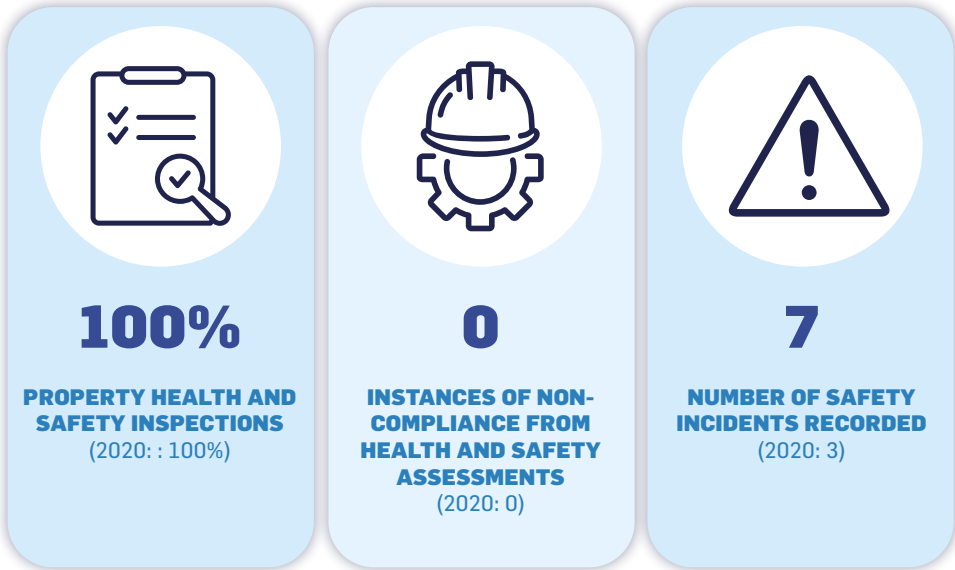 100%
PROPERTY HEALTH AND
SAFETY INSPECTIONS
(2020: : 100%)
0
INSTANCES OF NON-
COMPLIANCE FROM
HEALTH AND SAFETY
ASSESSMENTS
(2020: 0)
7
NUMBER OF SAFETY
INCIDENTS RECORDED
(2020: 3)